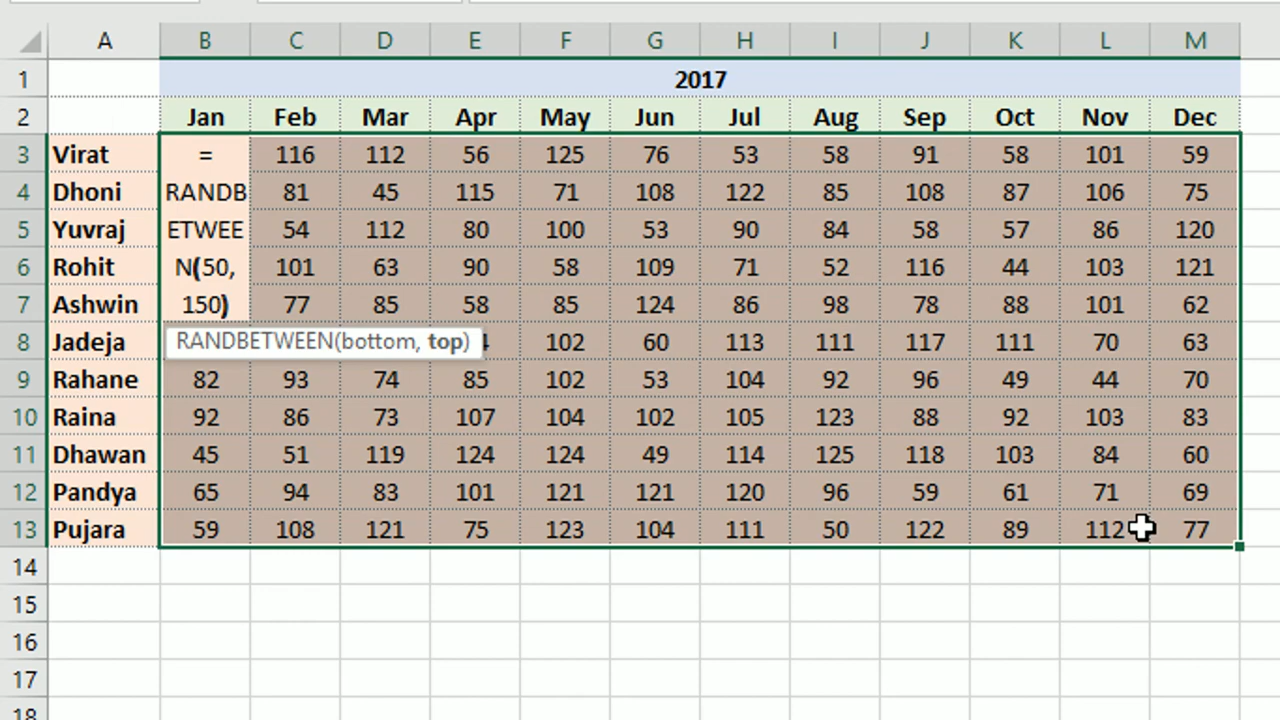 A B C D E F G H I J K L M
1 2017
2 Jan Feb Mar Apr May Jun Jul Aug Sep Oct Nov Dec
3 Virat = 116 112 56 125 76 53 58 91 58 101 59
4 Dhoni RANDB 81 45 115 71 108 122 85 108 87 106 75
5 Yuvraj ETWEE 54 112 80 100 53 90 84 58 57 86 120
6 Rohit N(50, 101 63 90 58 109 71 52 116 44 103 121
7 Ashwin 150) 77 85 58 85 124 86 98 78 88 101 62
8 Jadeja RANDBETWEEN(bottom, top) 102 60 113 111 117 111 70 63
9 Rahane 82 93 74 85 102 53 104 92 96 49 44 70
10 Raina 92 86 73 107 104 102 105 123 88 92 103 83
11 Dhawan 45 51 119 124 124 49 114 125 118 103 84 60
12 Pandya 65 94 83 101 121 121 120 96 59 61 71 69
13 Pujara 59 108 121 75 123 104 111 50 122 89 112 77
14
15
16
17
18